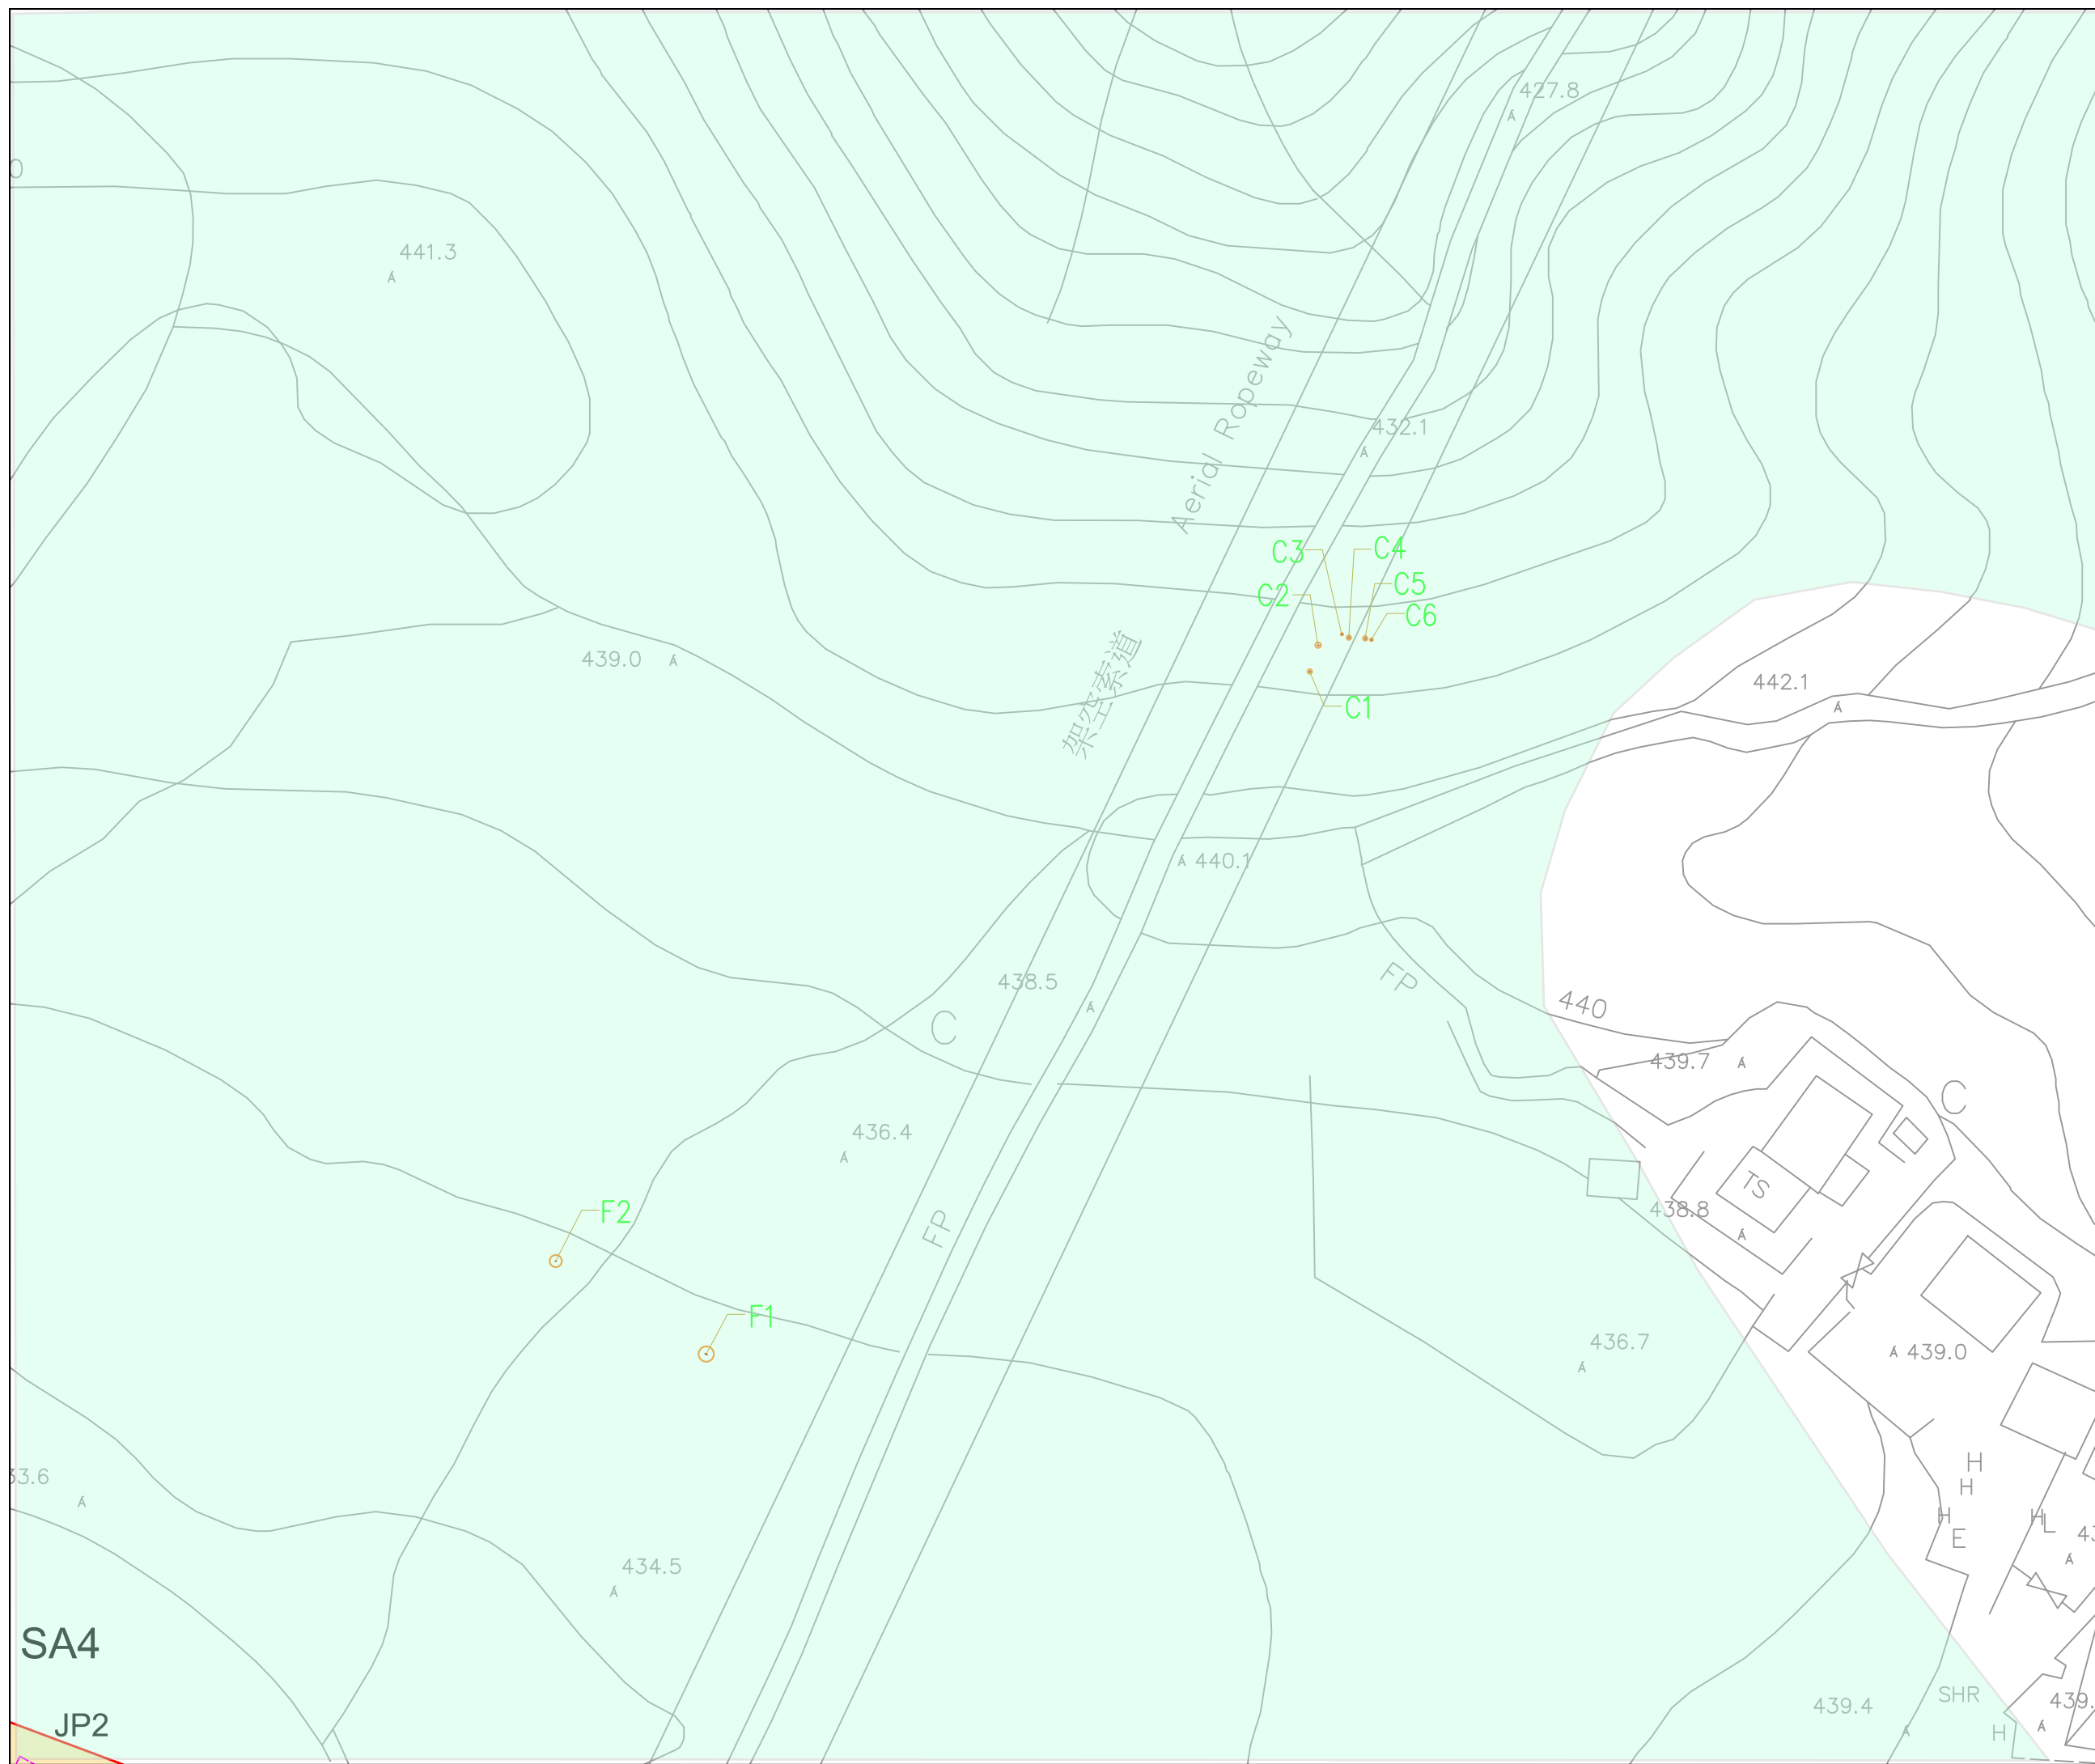 427.8
0
441.3
Aerial Ropeway
432.1
C3
C4
C5
C2
C6
439.0
架空索道
442.1
C1
440.1
438.5
FP
440
C
439.7
C
436.4
TS
F2
438.8
FP
F1
436.7
439.0
33.6
H
H
H
H
L
E
434.5
SA4
SHR
439.
439.4
JP2
H